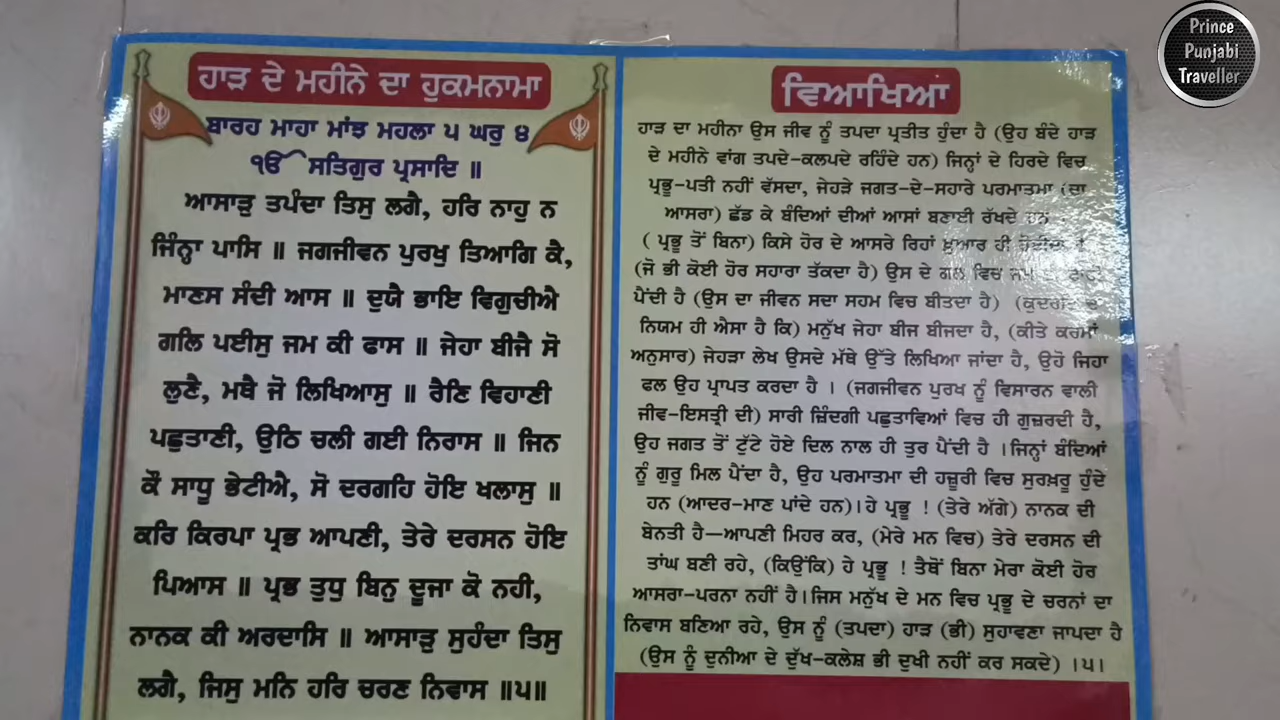 ਹਾੜ ਦੇ ਮਹੀਨੇ ਦਾ ਹੁਕਮਨਾਮਾ
ਬਾਰਹ ਮਾਹਾ ਮਾਂਝ ਮਹਲਾ ੫ ਘਰੁ ੪
ੴ ਸਤਿਗੁਰ ਪ੍ਰਸਾਦਿ ॥
ਆਸਾੜੁ ਤਪੰਦਾ ਤਿਸੁ ਲਗੈ, ਹਰਿ ਨਾਹੁ ਨ
ਜਿੰਨ੍ਹਾ ਪਾਸਿ ॥ ਜਗਜੀਵਨ ਪੁਰਖੁ ਤਿਆਗਿ ਕੈ,
ਮਾਣਸ ਸੰਦੀ ਆਸ ॥ ਦੁਯੈ ਭਾਇ ਵਿਗੁਚੀਐ
ਗਲਿ ਪਈਸੁ ਜਮ ਕੀ ਫਾਸ ॥ ਜੇਹਾ ਬੀਜੈ ਸੋ
ਲੁਣੈ, ਮਥੈ ਜੋ ਲਿਖਿਆਸੁ ॥ ਰੈਣਿ ਵਿਹਾਣੀ
ਪਛੁਤਾਣੀ, ਉਠਿ ਚਲੀ ਗਈ ਨਿਰਾਸ ॥ ਜਿਨ
ਕੌ ਸਾਧੂ ਭੇਟੀਐ, ਸੋ ਦਰਗਹਿ ਹੋਇ ਖਲਾਸੁ ॥
ਕਰਿ ਕਿਰਪਾ ਪ੍ਰਭ ਆਪਣੀ, ਤੇਰੇ ਦਰਸਨ ਹੋਇ
ਪਿਆਸ ॥ ਪ੍ਰਭ ਤੁਧੁ ਬਿਨੁ ਦੂਜਾ ਕੋ ਨਹੀ,
ਨਾਨਕ ਕੀ ਅਰਦਾਸਿ ॥ ਆਸਾੜੁ ਸੁਹੰਦਾ ਤਿਸੁ
ਲਗੈ, ਜਿਸੁ ਮਨਿ ਹਰਿ ਚਰਣ ਨਿਵਾਸ ॥੫॥
ਵਿਆਖਿਆਂ
ਹਾੜ ਦਾ ਮਹੀਨਾ ਉਸ ਜੀਵ ਨੂੰ ਤਪਦਾ ਪ੍ਰਤੀਤ ਹੁੰਦਾ ਹੈ (ਉਹ ਬੰਦੇ ਹਾੜ
ਦੇ ਮਹੀਨੇ ਵਾਂਗ ਤਪਦੇ-ਕਲਪਦੇ ਰਹਿੰਦੇ ਹਨ) ਜਿਨ੍ਹਾਂ ਦੇ ਹਿਰਦੇ ਵਿਚ
ਪ੍ਰਭੂ-ਪਤੀ ਨਹੀਂ ਵੱਸਦਾ, ਜੇਹੜੇ ਜਗਤ-ਦੇ-ਸਹਾਰੇ ਪਰਮਾਤਮਾ (ਦਾ
ਆਸਰਾ) ਛੱਡ ਕੇ ਬੰਦਿਆਂ ਦੀਆਂ ਆਸਾਂ ਬਣਾਈ ਰੱਖਦੇ ਹਨ
( ਪ੍ਰਭੂ ਤੋਂ ਬਿਨਾ) ਕਿਸੇ ਹੋਰ ਦੇ ਆਸਰੇ ਰਿਹਾਂ ਖ਼ੁਆਰ ਹੀ
(ਜੋ ਭੀ ਕੋਈ ਹੋਰ ਸਹਾਰਾ ਤੱਕਦਾ ਹੈ) ਉਸ ਦੇ ਗਲ ਵਿਚ
ਪੈਂਦੀ ਹੈ (ਉਸ ਦਾ ਜੀਵਨ ਸਦਾ ਸਹਮ ਵਿਚ ਬੀਤਦਾ ਹੈ)
ਨਿਯਮ ਹੀ ਐਸਾ ਹੈ ਕਿ) ਮਨੁੱਖ ਜੇਹਾ ਬੀਜ ਬੀਜਦਾ ਹੈ, (ਕੀਤੇ ਕਰਮਾਂ
ਅਨੁਸਾਰ) ਜੇਹੜਾ ਲੇਖ ਉਸਦੇ ਮੱਥੇ ਉੱਤੇ ਲਿਖਿਆ ਜਾਂਦਾ ਹੈ, ਉਹੋ ਜਿਹਾ
ਫਲ ਉਹ ਪ੍ਰਾਪਤ ਕਰਦਾ ਹੈ । (ਜਗਜੀਵਨ ਪੁਰਖ ਨੂੰ ਵਿਸਾਰਨ ਵਾਲੀ
ਜੀਵ-ਇਸਤ੍ਰੀ ਦੀ) ਸਾਰੀ ਜ਼ਿੰਦਗੀ ਪਛੁਤਾਵਿਆਂ ਵਿਚ ਹੀ ਗੁਜ਼ਰਦੀ ਹੈ,
ਉਹ ਜਗਤ ਤੋਂ ਟੁੱਟੇ ਹੋਏ ਦਿਲ ਨਾਲ ਹੀ ਤੁਰ ਪੈਂਦੀ ਹੈ ।ਜਿਨ੍ਹਾਂ ਬੰਦਿਆਂ
ਨੂੰ ਗੁਰੂ ਮਿਲ ਪੈਂਦਾ ਹੈ, ਉਹ ਪਰਮਾਤਮਾ ਦੀ ਹਜ਼ੂਰੀ ਵਿਚ ਸੁਰਖ਼ਰੂ ਹੁੰਦੇ
ਹਨ (ਆਦਰ-ਮਾਣ ਪਾਂਦੇ ਹਨ)।ਹੇ ਪ੍ਰਭੂ ! (ਤੇਰੇ ਅੱਗੇ) ਨਾਨਕ ਦੀ
ਬੇਨਤੀ ਹੈ—ਆਪਣੀ ਮਿਹਰ ਕਰ, (ਮੇਰੇ ਮਨ ਵਿਚ) ਤੇਰੇ ਦਰਸਨ ਦੀ
ਤਾਂਘ ਬਣੀ ਰਹੇ, (ਕਿਉਂਕਿ) ਹੇ ਪ੍ਰਭੂ ! ਤੈਥੋਂ ਬਿਨਾ ਮੇਰਾ ਕੋਈ ਹੋਰ
ਆਸਰਾ-ਪਰਨਾ ਨਹੀਂ ਹੈ।ਜਿਸ ਮਨੁੱਖ ਦੇ ਮਨ ਵਿਚ ਪ੍ਰਭੂ ਦੇ ਚਰਨਾਂ ਦਾ
ਨਿਵਾਸ ਬਣਿਆ ਰਹੇ, ਉਸ ਨੂੰ (ਤਪਦਾ) ਹਾੜ (ਭੀ) ਸੁਹਾਵਣਾ ਜਾਪਦਾ ਹੈ
(ਉਸ ਨੂੰ ਦੁਨੀਆ ਦੇ ਦੁੱਖ-ਕਲੇਸ਼ ਭੀ ਦੁਖੀ ਨਹੀਂ ਕਰ ਸਕਦੇ) ।੫।
Prince
Punjabi
Traveller